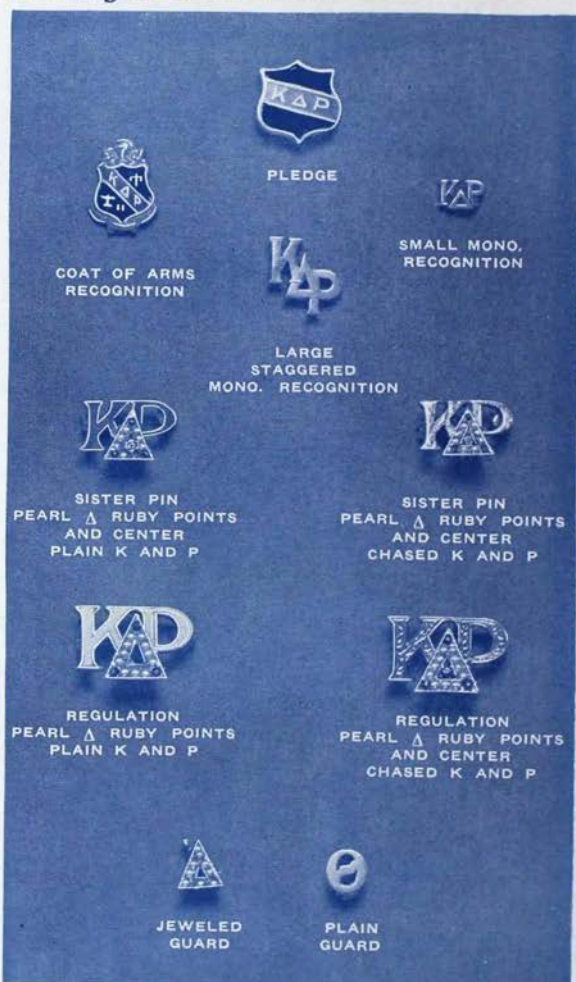 ΚΔΡ
PLEDGE
ΚΔΡ
COAT OF ARMS
RECOGNITION
ΚΔΡ
SMALL MONO.
RECOGNITION
ΚΔΡ
LARGE
STAGGERED
MONO. RECOGNITION
ΚΔΡ
SISTER PIN
PEARL Δ RUBY POINTS
AND CENTER
PLAIN K AND P
ΚΔΡ
SISTER PIN
PEARL Δ RUBY POINTS
AND CENTER
CHASED K AND P
ΚΔΡ
REGULATION
PEARL Δ RUBY POINTS
PLAIN K AND P
ΚΔΡ
REGULATION
PEARL Δ RUBY POINTS
AND CENTER
CHASED K AND P
Δ
JEWELED
GUARD
Θ
PLAIN
GUARD